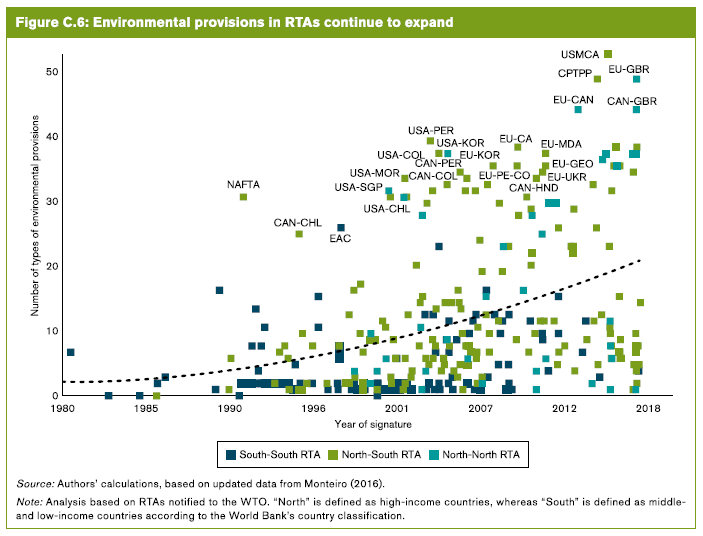 Figure C.6: Environmental provisions in RTAs continue to expand
Number of types of environmental provisions
50
40
30
20
10
0
USMCA
CPTPP
EU-GBR
EU-CAN
CAN-GBR
USA-PER
USA-KOR
EU-CA
EU-MDA
USA-COL
EU-KOR
CAN-PER
EU-GEO
USA-MOR
CAN-COL
EU-PE-CO
EU-UKR
NAFTA
USA-SGP
CAN-HND
USA-CHL
CAN-CHL
EAC
1980
1985
1990
1996
2001
2007
2012
2018
Year of signature
South-South RTA
North-South RTA
North-North RTA
Source: Authors' calculations, based on updated data from Monteiro (2016).
Note: Analysis based on RTAs notified to the WTO. "North" is defined as high-income countries, whereas "South" is defined as middle-
and low-income countries according to the World Bank's country classification.